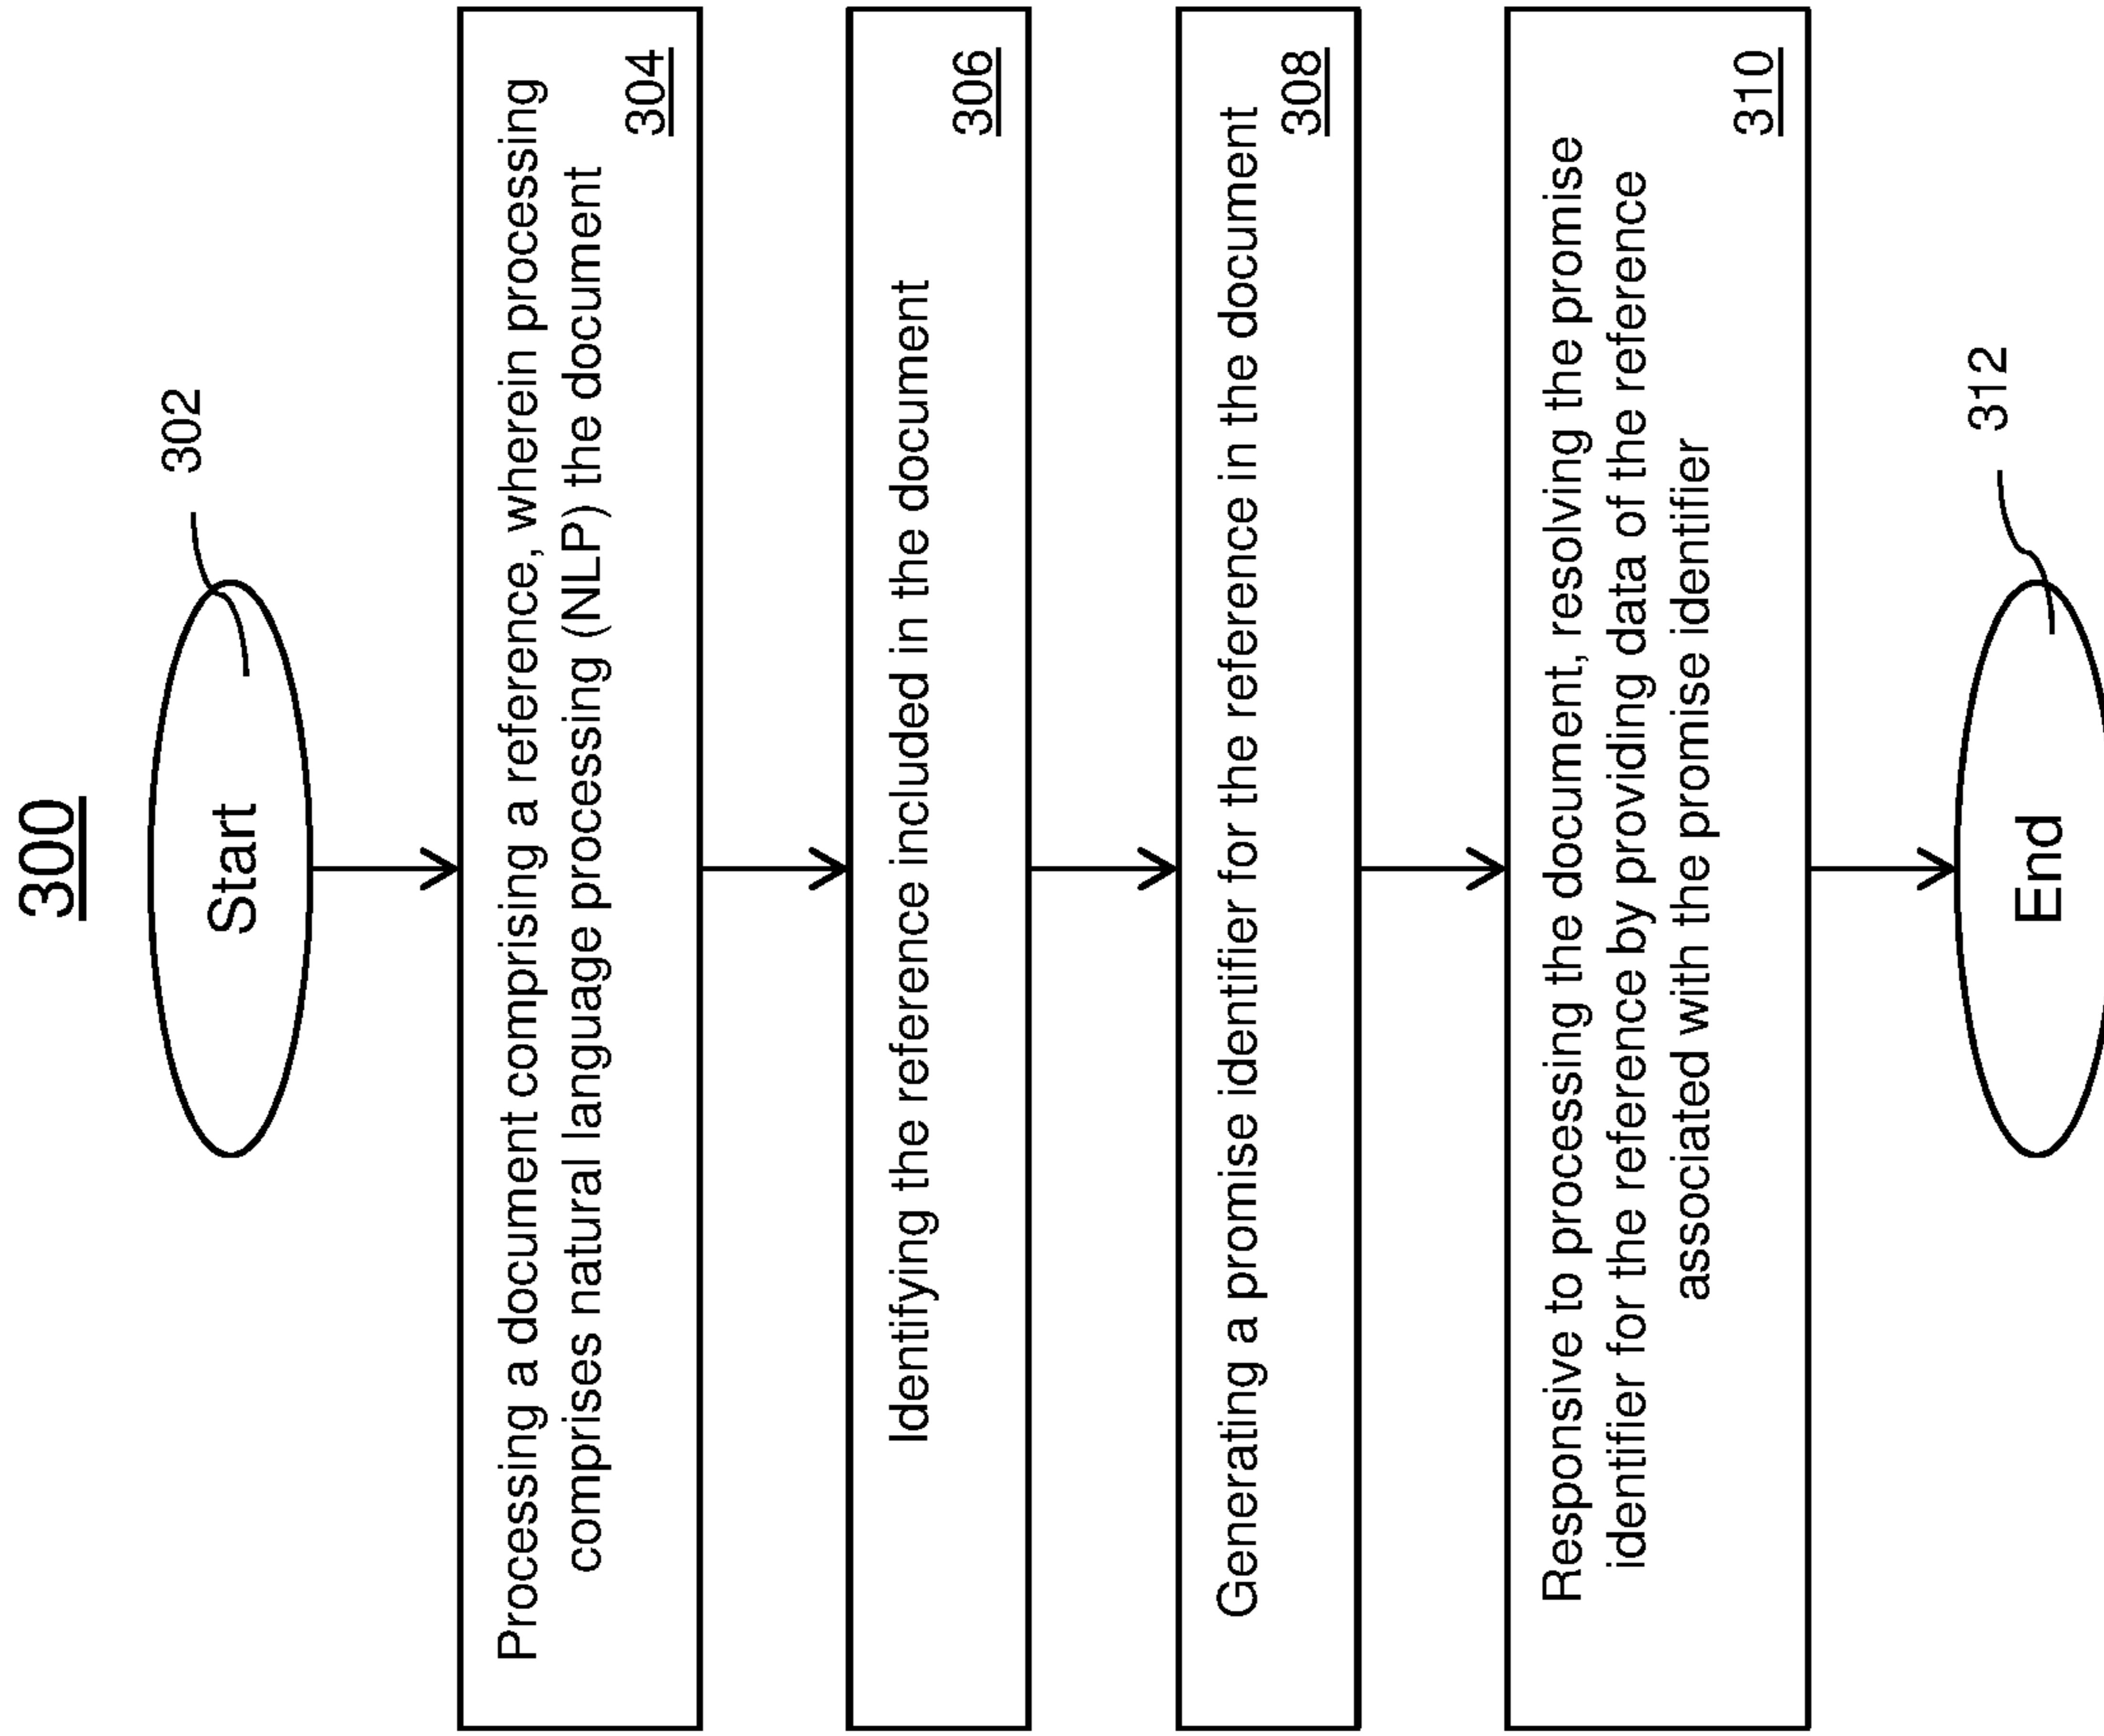 300
302
Start
Processing a document comprising a reference, wherein processing
comprises natural language processing (NLP) the document
304
Identifying the reference included in the document
306
Generating a promise identifier for the reference in the document
308
Responsive to processing the document, resolving the promise
identifier for the reference by providing data of the reference
associated with the promise identifier
310
312
End